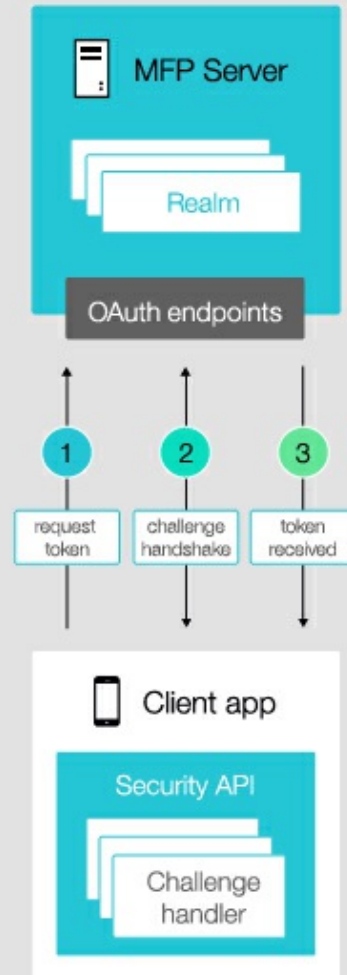 MFP Server
Realm
OAuth endpoints
1
2
3
request
token
challenge
handshake
token
received
Client app
Security API
Challenge
handler